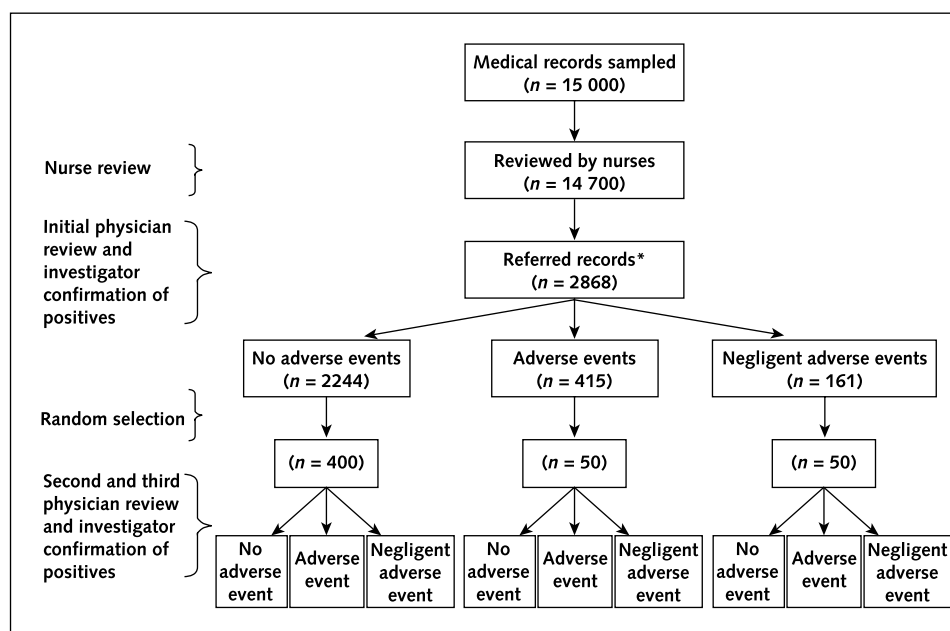 Medical records sampled
(n = 15 000)
Nurse review
Reviewed by nurses
(n = 14 700)
Initial physician
review and
investigator
confirmation of
positives
Referred records*
(n = 2868)
No adverse events
(n = 2244)
Adverse events
(n = 415)
Negligent adverse events
(n = 161)
Random selection
(n = 400)
(n = 50)
(n = 50)
Second and third
physician review
and investigator
confirmation of
positives
No
adverse
event
Adverse
event
Negligent
adverse
event
No
adverse
event
Adverse
event
Negligent
adverse
event
No
adverse
event
Adverse
event
Negligent
adverse
event